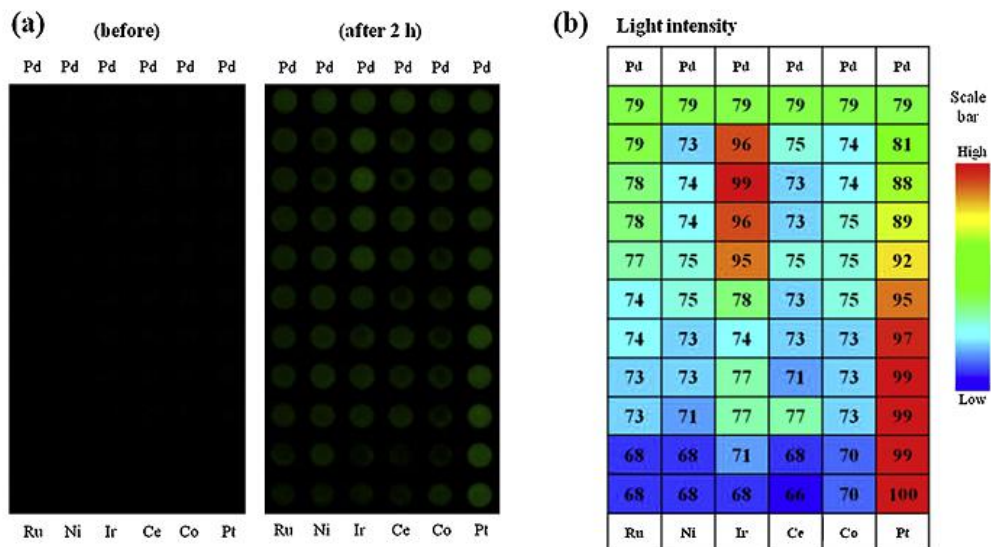 (a)
(before)
(after 2 h)
Pd Pd Pd Pd Pd Pd
Pd Pd Pd Pd Pd Pd
Ru Ni Ir Ce Co Pt
Ru Ni Ir Ce Co Pt
(b) Light intensity
Pd Pd Pd Pd Pd Pd
79 79 79 79 79 79
79 73 96 75 74 81
78 74 99 73 74 88
78 74 96 73 75 89
77 75 95 75 75 92
74 75 78 73 75 95
74 73 74 73 73 97
73 73 77 71 73 99
73 71 77 77 73 99
68 68 71 68 70 99
68 68 68 66 70 100
Ru Ni Ir Ce Co Pt
Scale
bar
High
Low